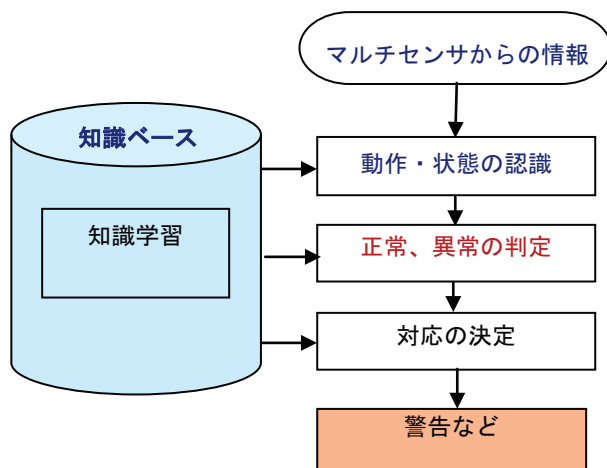 マルチセンサからの情報
知識ベース
動作・状態の認識
知識学習
正常、異常の判定
対応の決定
警告など